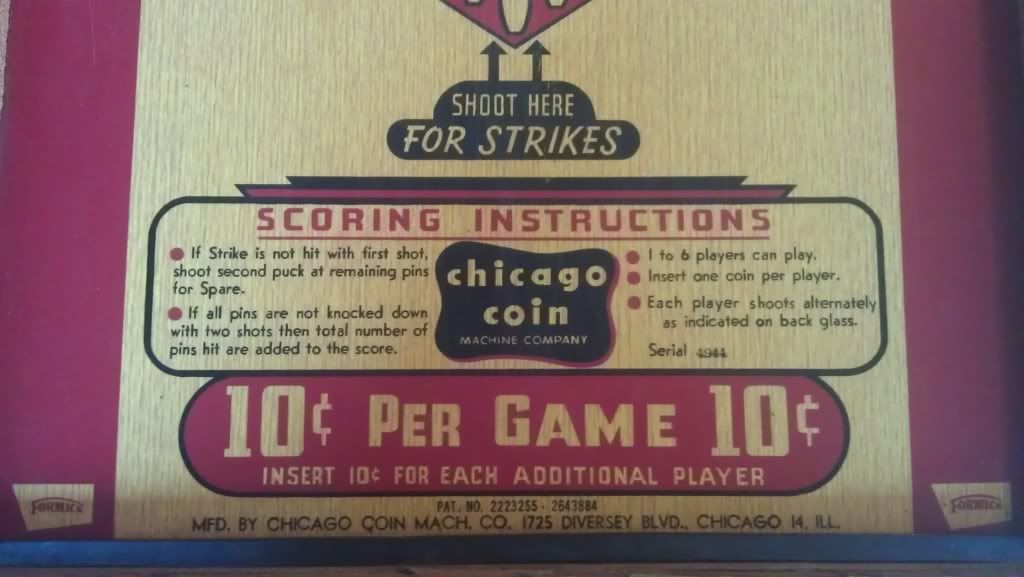 SHOOT HERE
FOR STRIKES
SCORING INSTRUCTIONS
If Strike is not hit with first shot,
shoot second puck at remaining pins
for Spare.
If all pins are not knocked down
with two shots then total number of
pins hit are added to the score.
chicago
coin
MACHINE COMPANY
1 to 6 players can play.
Insert one coin per player.
Each player shoots alternately
as indicated on back glass.
Serial 4944
10¢ PER GAME 10¢
INSERT 10¢ FOR EACH ADDITIONAL PLAYER
FORMICA
FORMICA
PAT. NO. 2223255 - 2643884
MFD. BY CHICAGO COIN MACH. CO. 1725 DIVERSEY BLVD., CHICAGO 14, ILL.